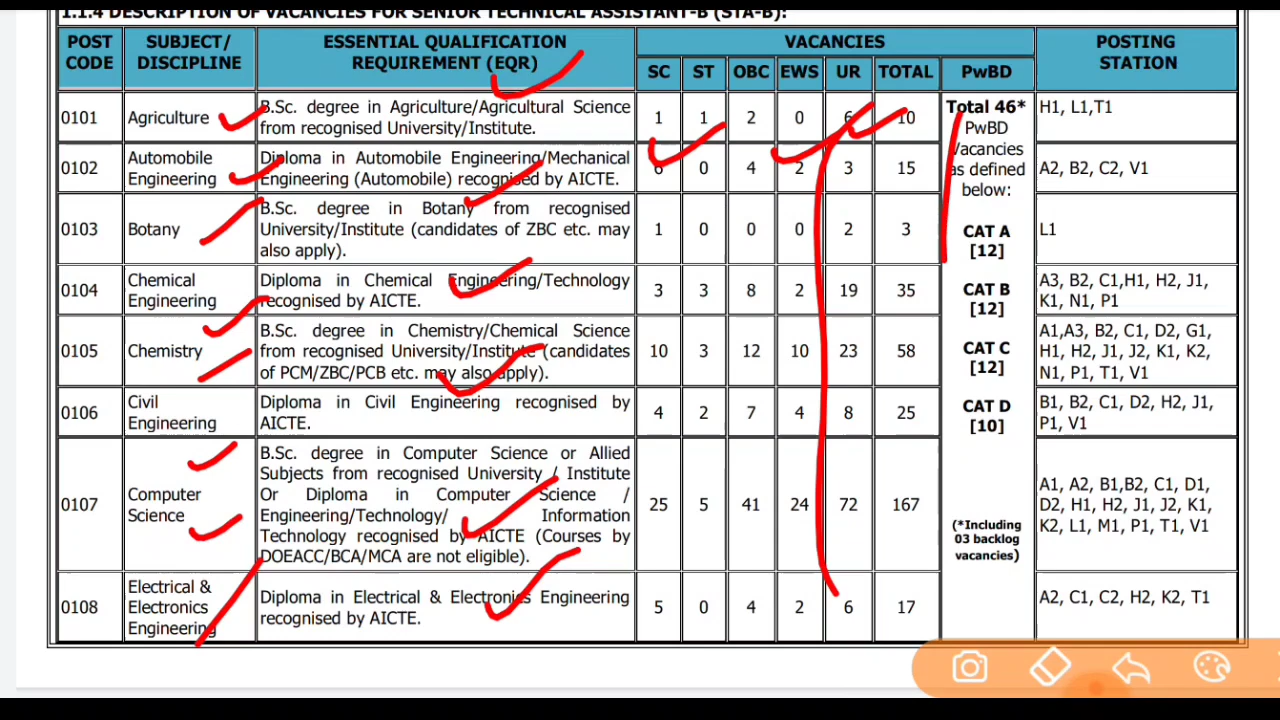 1.1.4 DESCRIPTION OF VACANCIES FOR SENIOR TECHNICAL ASSISTANT-B (STA-B):
POST CODE SUBJECT/ DISCIPLINE ESSENTIAL QUALIFICATION REQUIREMENT (EQR) VACANCIES POSTING STATION
SC ST OBC EWS UR TOTAL PwBD
0101 Agriculture B.Sc. degree in Agriculture/Agricultural Science from recognised University/Institute. 1 1 2 0 6 10 H1, L1,T1
0102 Automobile Engineering Diploma in Automobile Engineering/Mechanical Engineering (Automobile) recognised by AICTE. 6 0 4 2 3 15 A2, B2, C2, V1
0103 Botany B.Sc. degree in Botany from recognised University/Institute (candidates of ZBC etc. may also apply). 1 0 0 0 2 3 L1
0104 Chemical Engineering Diploma in Chemical Engineering/Technology recognised by AICTE. 3 3 8 2 19 35 A3, B2, C1,H1, H2, J1, K1, N1, P1
0105 Chemistry B.Sc. degree in Chemistry/Chemical Science from recognised University/Institute (candidates of PCM/ZBC/PCB etc. may also apply). 10 3 12 10 23 58 A1,A3, B2, C1, D2, G1, H1, H2, J1, J2, K1, K2, N1, P1, T1, V1
0106 Civil Engineering Diploma in Civil Engineering recognised by AICTE. 4 2 7 4 8 25 B1, B2, C1, D2, H2, J1, P1, V1
0107 Computer Science B.Sc. degree in Computer Science or Allied Subjects from recognised University / Institute Or Diploma in Computer Science / Engineering/Technology/ Information Technology recognised by AICTE (Courses by DOEACC/BCA/MCA are not eligible). 25 5 41 24 72 167 A1, A2, B1,B2, C1, D1, D2, H1, H2, J1, J2, K1, K2, L1, M1, P1, T1, V1
0108 Electrical & Electronics Engineering Diploma in Electrical & Electronics Engineering recognised by AICTE. 5 0 4 2 6 17 A2, C1, C2, H2, K2, T1
Total 46*
PwBD
Vacancies
as defined
below:
CAT A
[12]
CAT B
[12]
CAT C
[12]
CAT D
[10]
(*Including
03 backlog
vacancies)